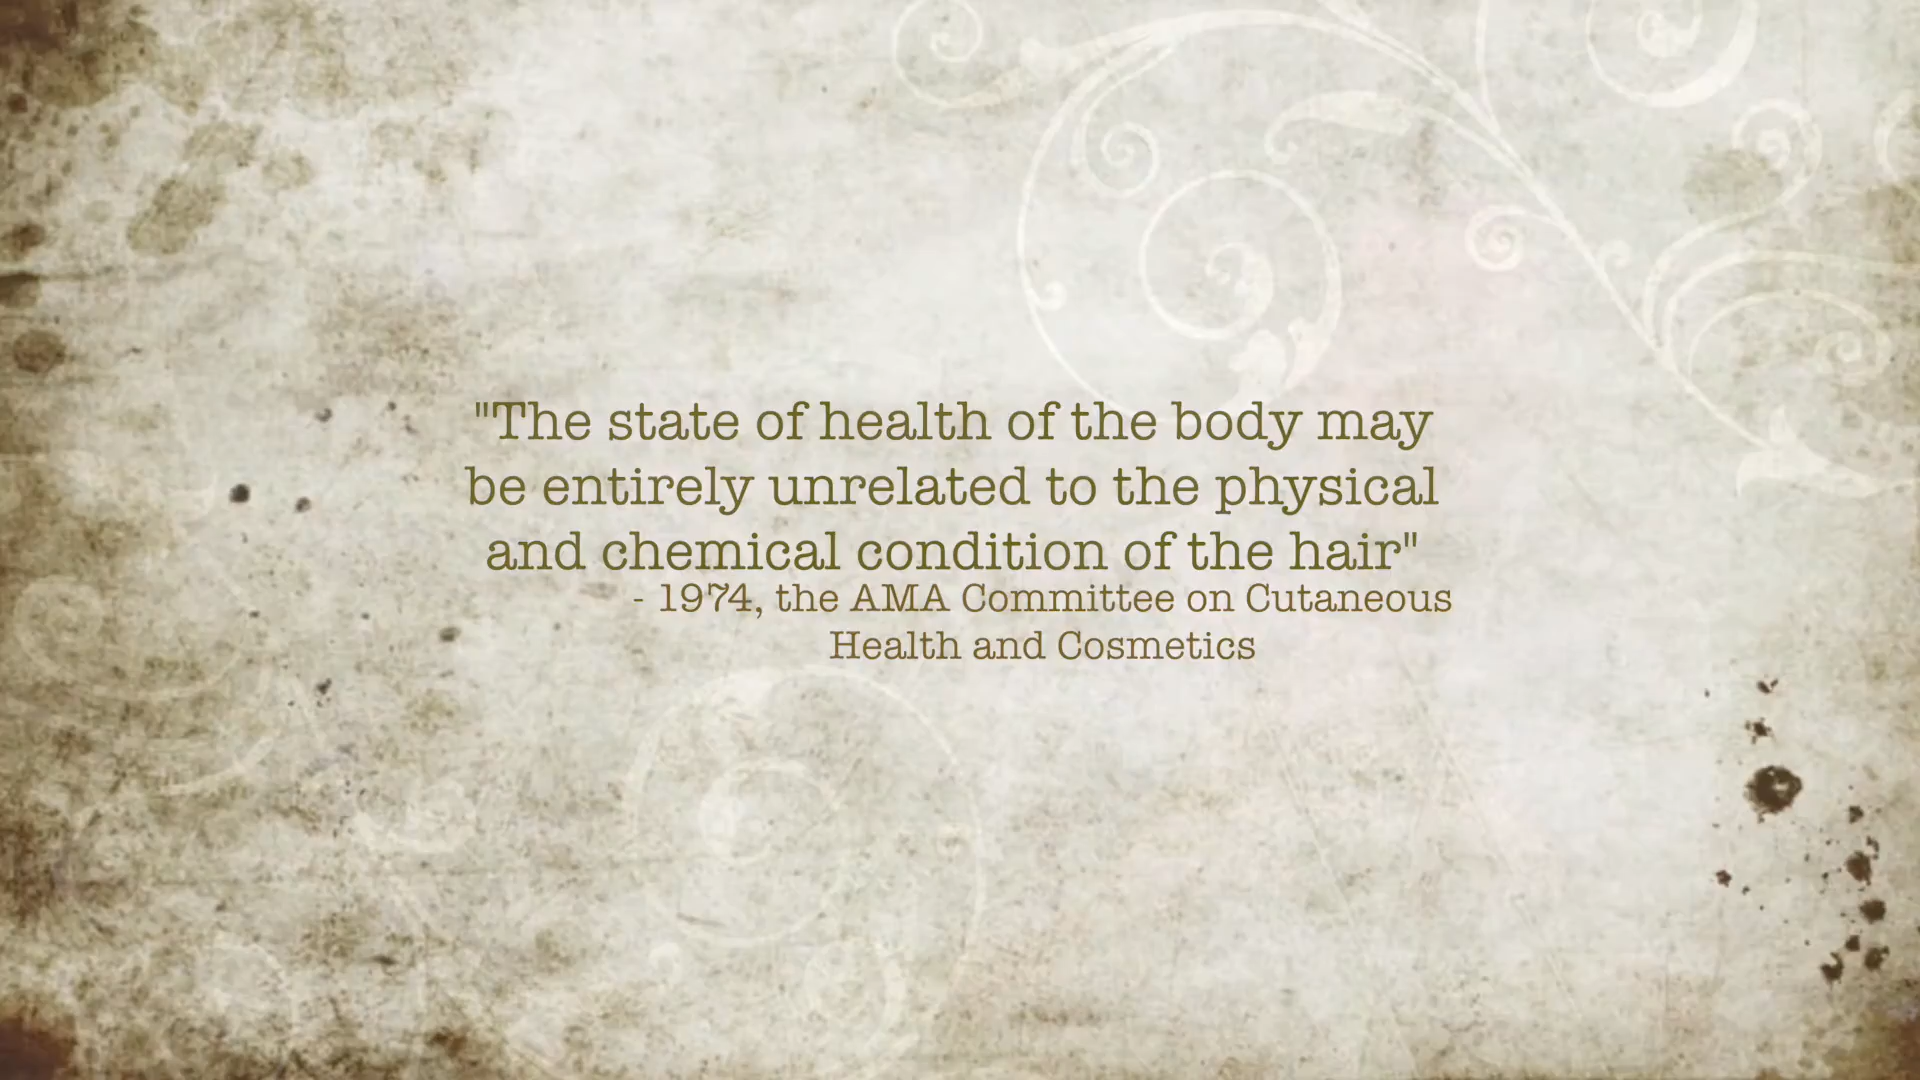 "The state of health of the body may
be entirely unrelated to the physical
and chemical condition of the hair"
- 1974, the AMA Committee on Cutaneous
Health and Cosmetics